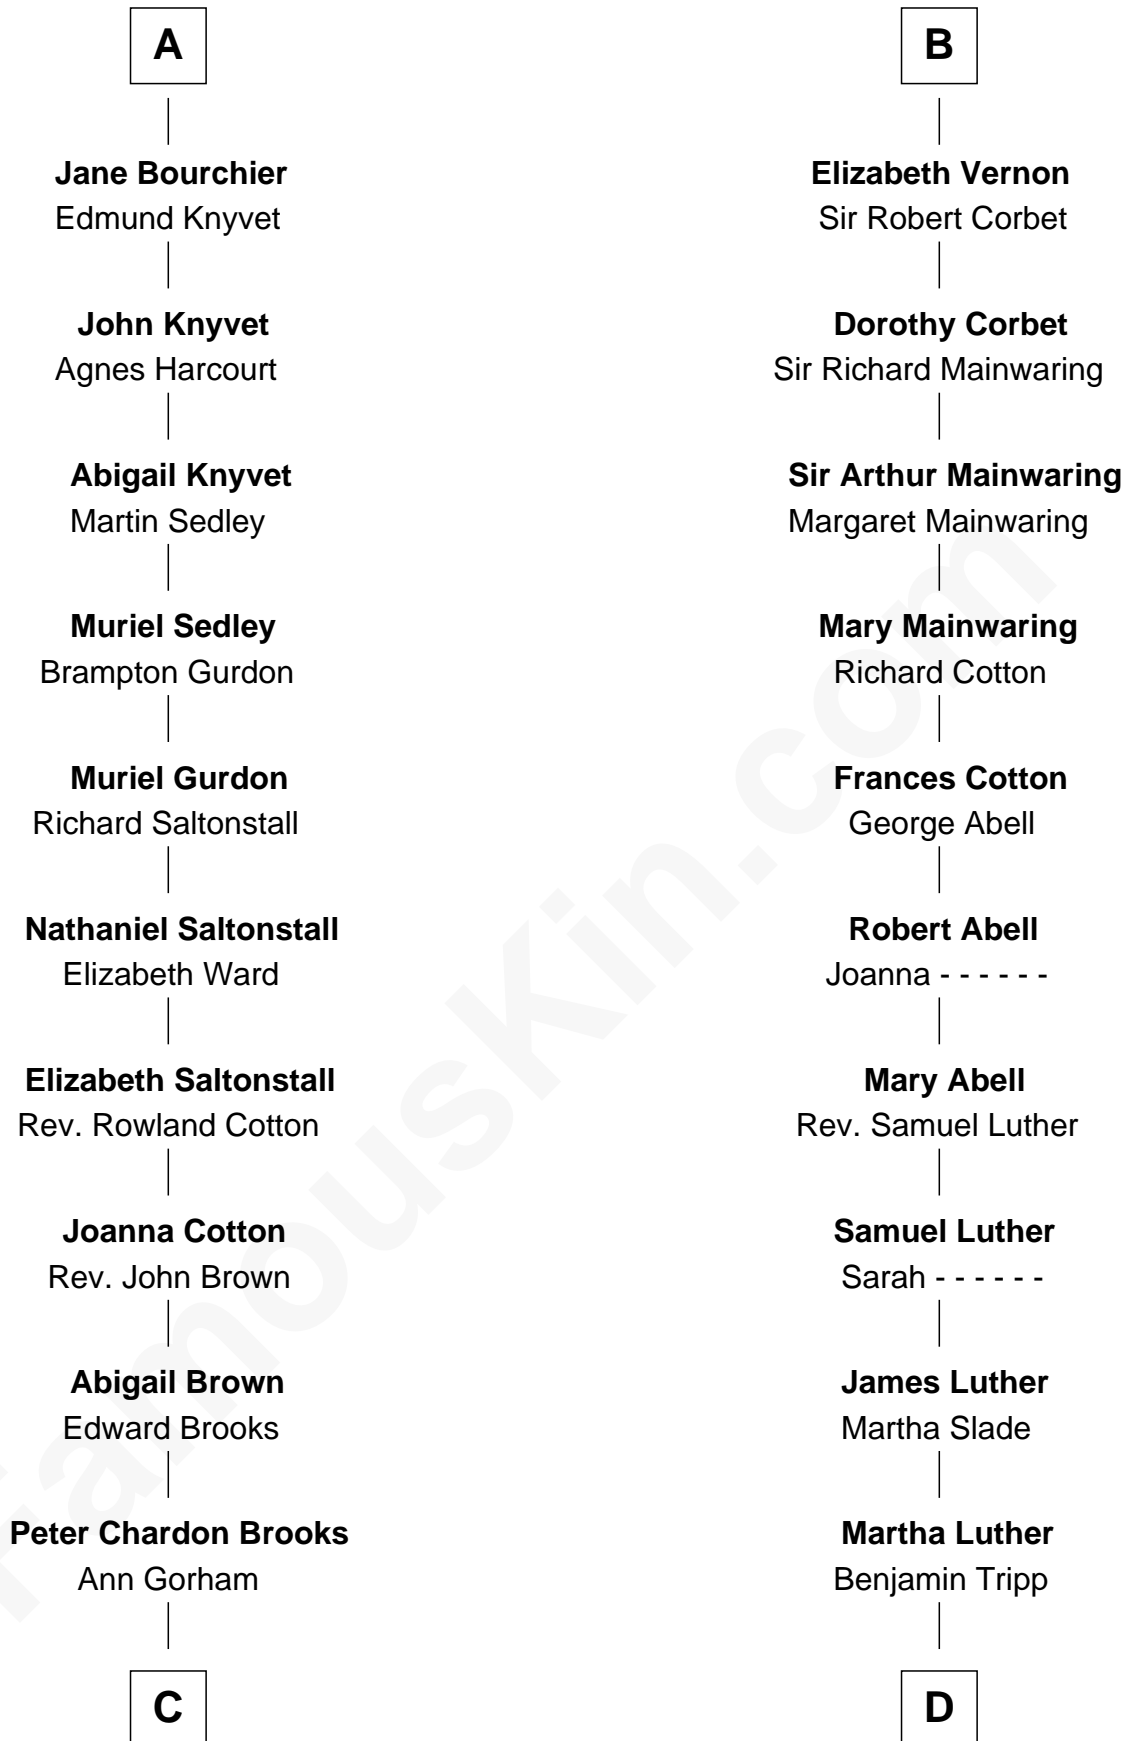 A
Jane Bourchier
Edmund Knyvet
John Knyvet
Agnes Harcourt
Abigail Knyvet
Martin Sedley
Muriel Sedley
Brampton Gurdon
Muriel Gurdon
Richard Saltonstall
Nathaniel Saltonstall
Elizabeth Ward
Elizabeth Saltonstall
Rev. Rowland Cotton
Joanna Cotton
Rev. John Brown
Abigail Brown
Edward Brooks
Peter Chardon Brooks
Ann Gorham
C
B
Elizabeth Vernon
Sir Robert Corbet
Dorothy Corbet
Sir Richard Mainwaring
Sir Arthur Mainwaring
Margaret Mainwaring
Mary Mainwaring
Richard Cotton
Frances Cotton
George Abell
Robert Abell
Joanna - - - - - -
Mary Abell
Rev. Samuel Luther
Samuel Luther
Sarah - - - - - -
James Luther
Martha Slade
Martha Luther
Benjamin Tripp
D
FamousKin.com